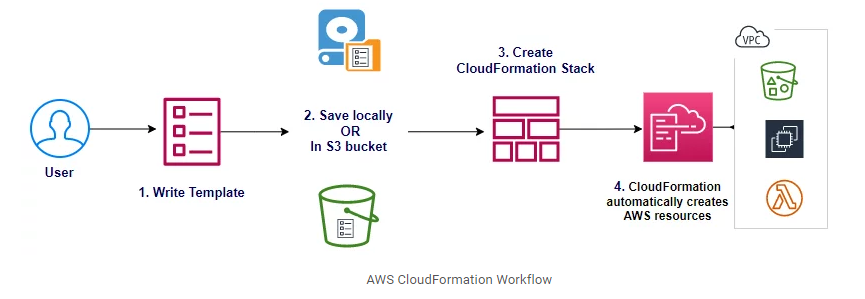 User
1. Write Template
2. Save locally
OR
In S3 bucket
3. Create
CloudFormation Stack
4. CloudFormation
automatically creates
AWS resources
VPC
AWS CloudFormation Workflow